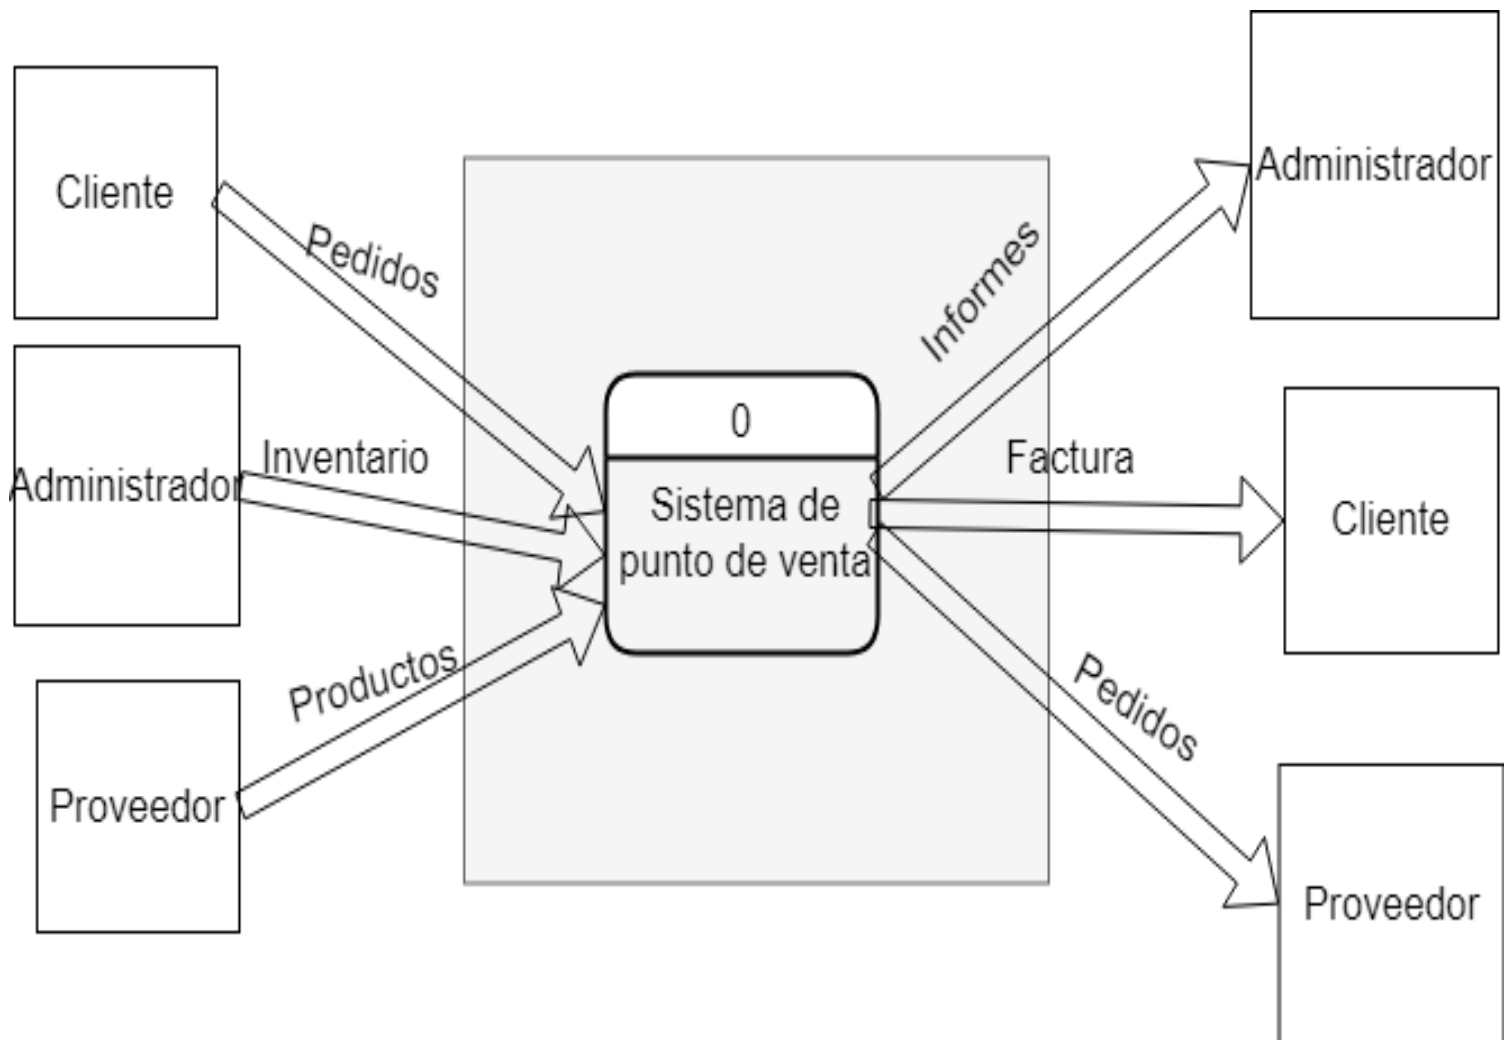 Cliente
Administrador
Proveedor
Pedidos
Inventario
Productos
0
Sistema de
punto de venta
Informes
Factura
Pedidos
Administrador
Cliente
Proveedor